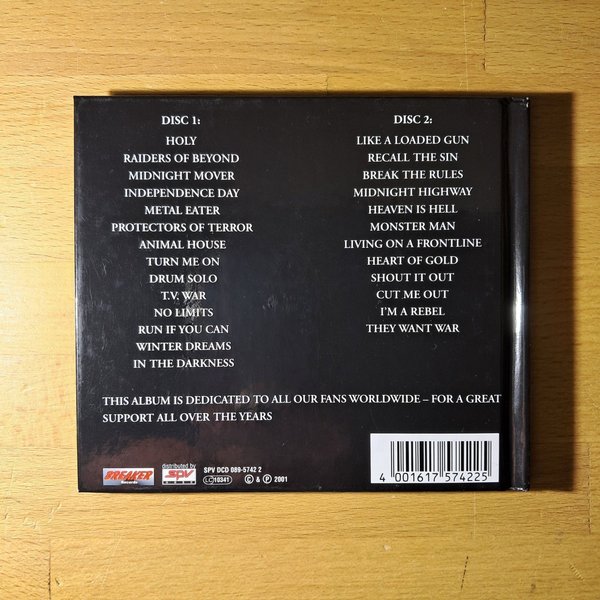 DISC 1:
HOLY
RAIDERS OF BEYOND
MIDNIGHT MOVER
INDEPENDENCE DAY
METAL EATER
PROTECTORS OF TERROR
ANIMAL HOUSE
TURN ME ON
DRUM SOLO
T.V. WAR
NO LIMITS
RUN IF YOU CAN
WINTER DREAMS
IN THE DARKNESS
DISC 2:
LIKE A LOADED GUN
RECALL THE SIN
BREAK THE RULES
MIDNIGHT HIGHWAY
HEAVEN IS HELL
MONSTER MAN
LIVING ON A FRONTLINE
HEART OF GOLD
SHOUT IT OUT
CUT ME OUT
I'M A REBEL
THEY WANT WAR
THIS ALBUM IS DEDICATED TO ALL OUR FANS WORLDWIDE – FOR A GREAT
SUPPORT ALL OVER THE YEARS
BREAKER
Records
distributed by
SPV
SPV DCD 089-5742 2
LC 10341 © & ℗ 2001
4 001617 574225